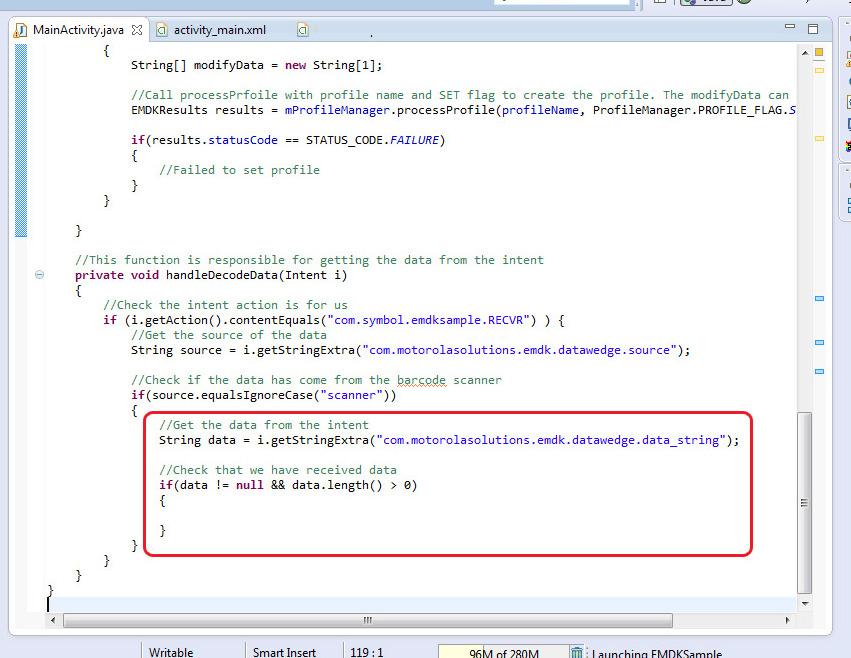 MainActivity.java activity_main.xml
{
String[] modifyData = new String[1];
//Call processPrfoile with profile name and SET flag to create the profile. The modifyData can
EMDKResults results = mProfileManager.processProfile(profileName, ProfileManager.PROFILE_FLAG.S
if(results.statusCode == STATUS_CODE.FAILURE)
{
//Failed to set profile
}
}
}
//This function is responsible for getting the data from the intent
private void handleDecodeData(Intent i)
{
//Check the intent action is for us
if (i.getAction().contentEquals("com.symbol.emdksample.RECVR") ) {
//Get the source of the data
String source = i.getStringExtra("com.motorolasolutions.emdk.datawedge.source");
//Check if the data has come from the barcode scanner
if(source.equalsIgnoreCase("scanner"))
{
//Get the data from the intent
String data = i.getStringExtra("com.motorolasolutions.emdk.datawedge.data_string");
//Check that we have received data
if(data != null && data.length() > 0)
{
}
}
}
}
}
Writable Smart Insert 119 : 1 96M of 280M Launching EMDKSample